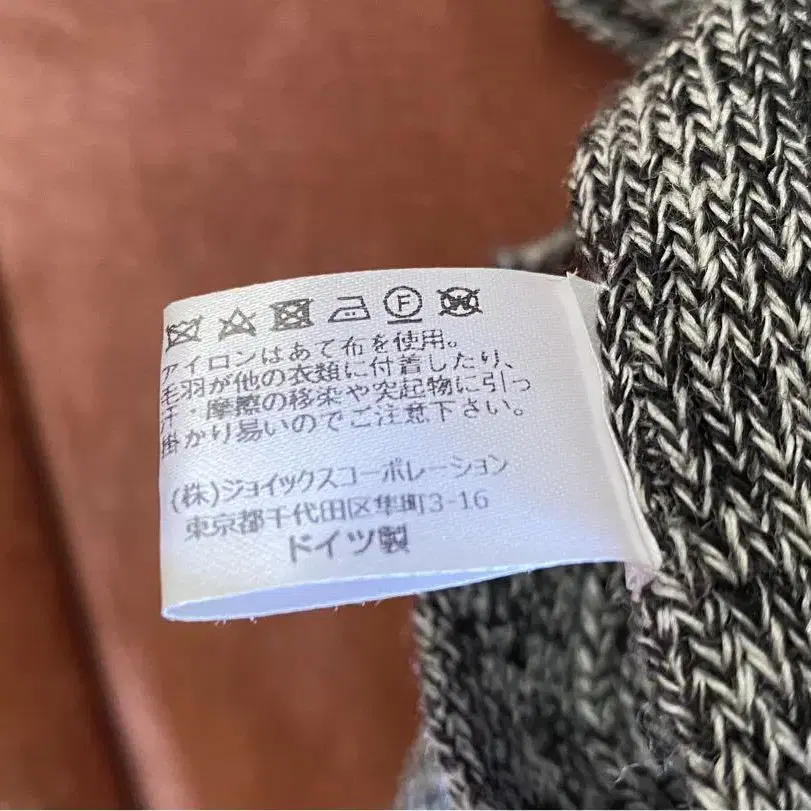 F W
アイロンはあて布を使用。
毛羽が他の衣類に付着したり、
汗・摩擦の移染や突起物に引っ
掛かり易いのでご注意下さい。
(株)ジョイックスコーポレーション
東京都千代田区隼町3-16
ドイツ製